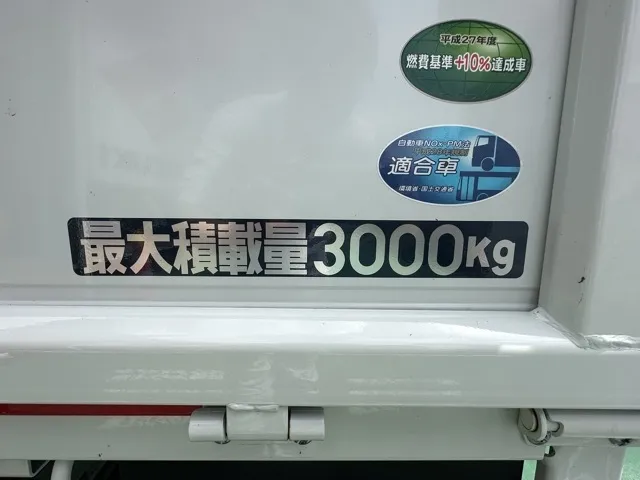 平成27年度
燃費基準+10%達成車
自動車NOx・PM法
適合車
環境省・国土交通省
最大積載量3000Kg